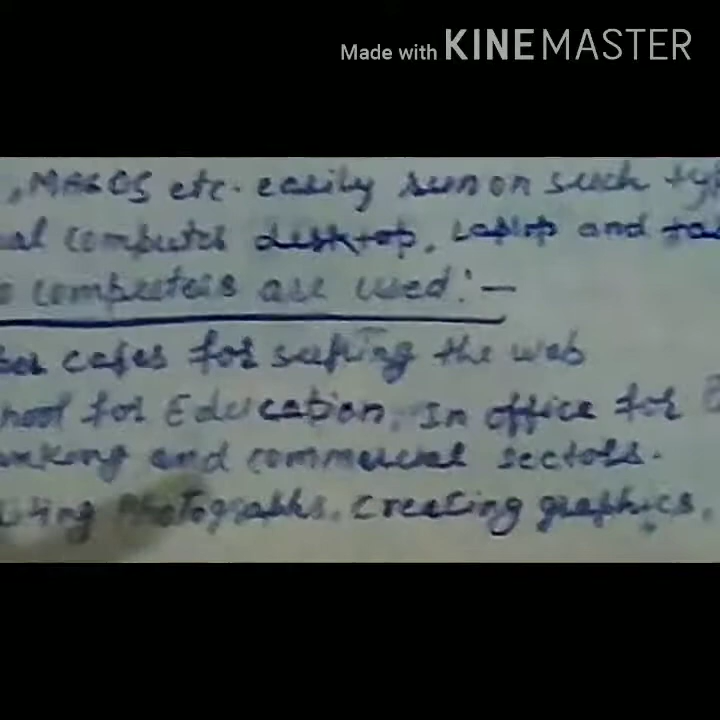 Made with KINEMASTER
, MACOS etc. easily run on such
computer desktop, Laptop and
computers are used:-
cafes for surfing the web
for Education, In office for
and commercial sectors.
Photographs, creating graphics,